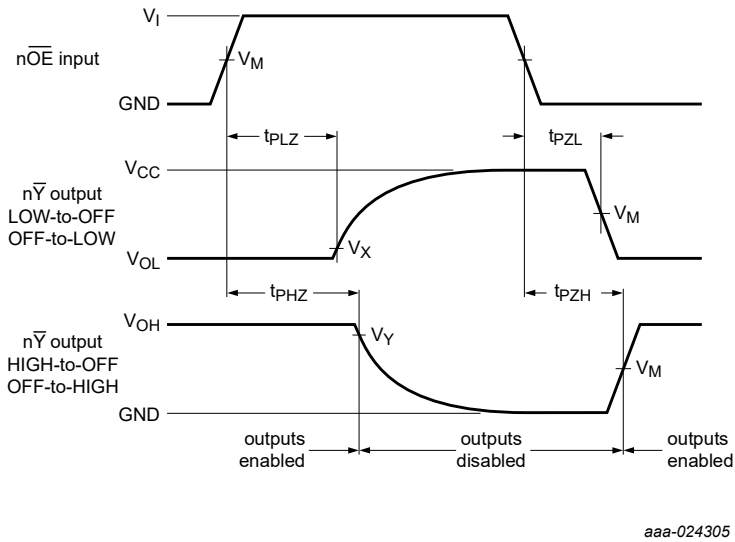 V_I
nO̅E̅ input
V_M
GND
t_PLZ
t_PZL
V_CC
nY̅ output
LOW-to-OFF
OFF-to-LOW
V_M
V_X
V_OL
t_PHZ
t_PZH
V_OH
nY̅ output
HIGH-to-OFF
OFF-to-HIGH
V_Y
V_M
GND
outputs
enabled
outputs
disabled
outputs
enabled
aaa-024305